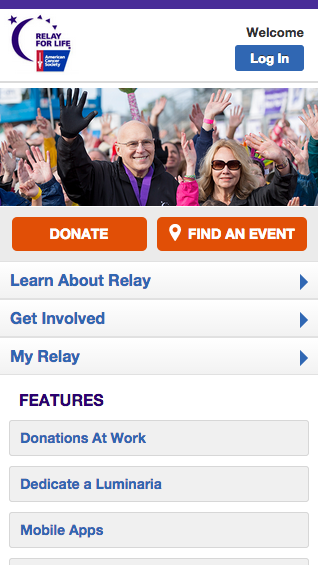 RELAY
FOR LIFE
American
Cancer
Society
Welcome
Log In
DONATE
FIND AN EVENT
Learn About Relay
Get Involved
My Relay
FEATURES
Donations At Work
Dedicate a Luminaria
Mobile Apps